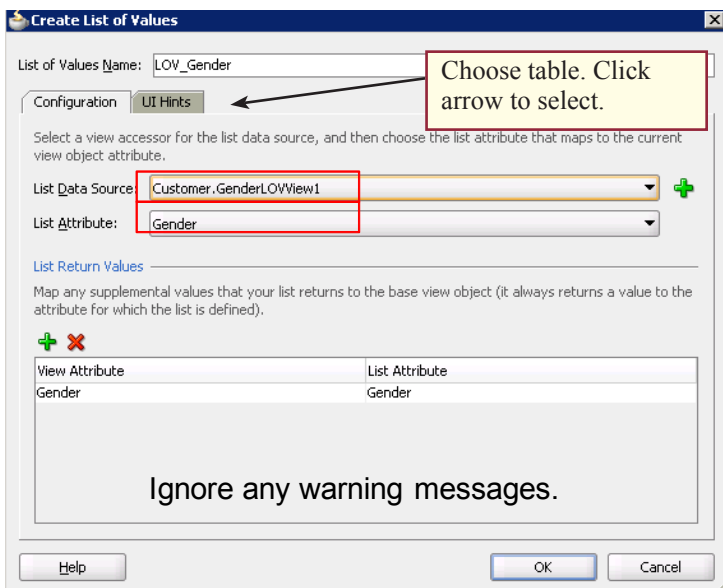 Create List of Values
List of Values Name: LOV_Gender
Choose table. Click
arrow to select.
Configuration UI Hints
Select a view accessor for the list data source, and then choose the list attribute that maps to the current
view object attribute.
List Data Source: Customer.GenderLOVView1
List Attribute: Gender
List Return Values
Map any supplemental values that your list returns to the base view object (it always returns a value to the
attribute for which the list is defined).
View Attribute List Attribute
Gender Gender
Ignore any warning messages.
Help OK Cancel